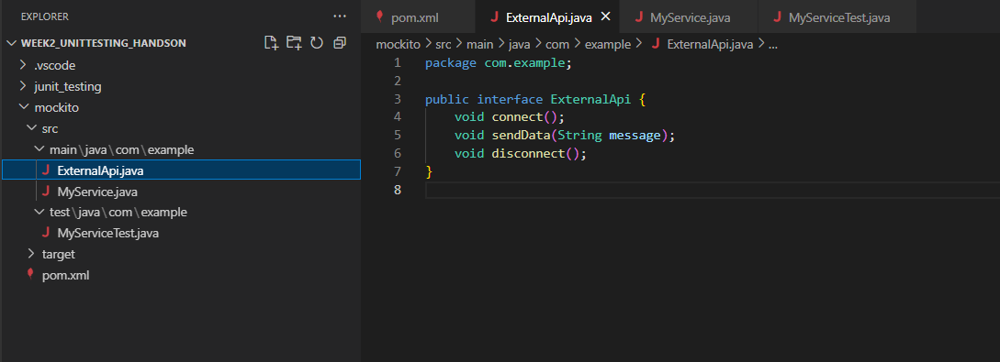 EXPLORER
...
WEEK2_UNITTESTING_HANDSON
.vscode
junit_testing
mockito
src
main\java\com\example
J ExternalApi.java
J MyService.java
test\java\com\example
J MyServiceTest.java
target
pom.xml
pom.xml J ExternalApi.java × J MyService.java J MyServiceTest.java
mockito > src > main > java > com > example > J ExternalApi.java > ...
1 package com.example;
2
3 public interface ExternalApi {
4 void connect();
5 void sendData(String message);
6 void disconnect();
7 }
8